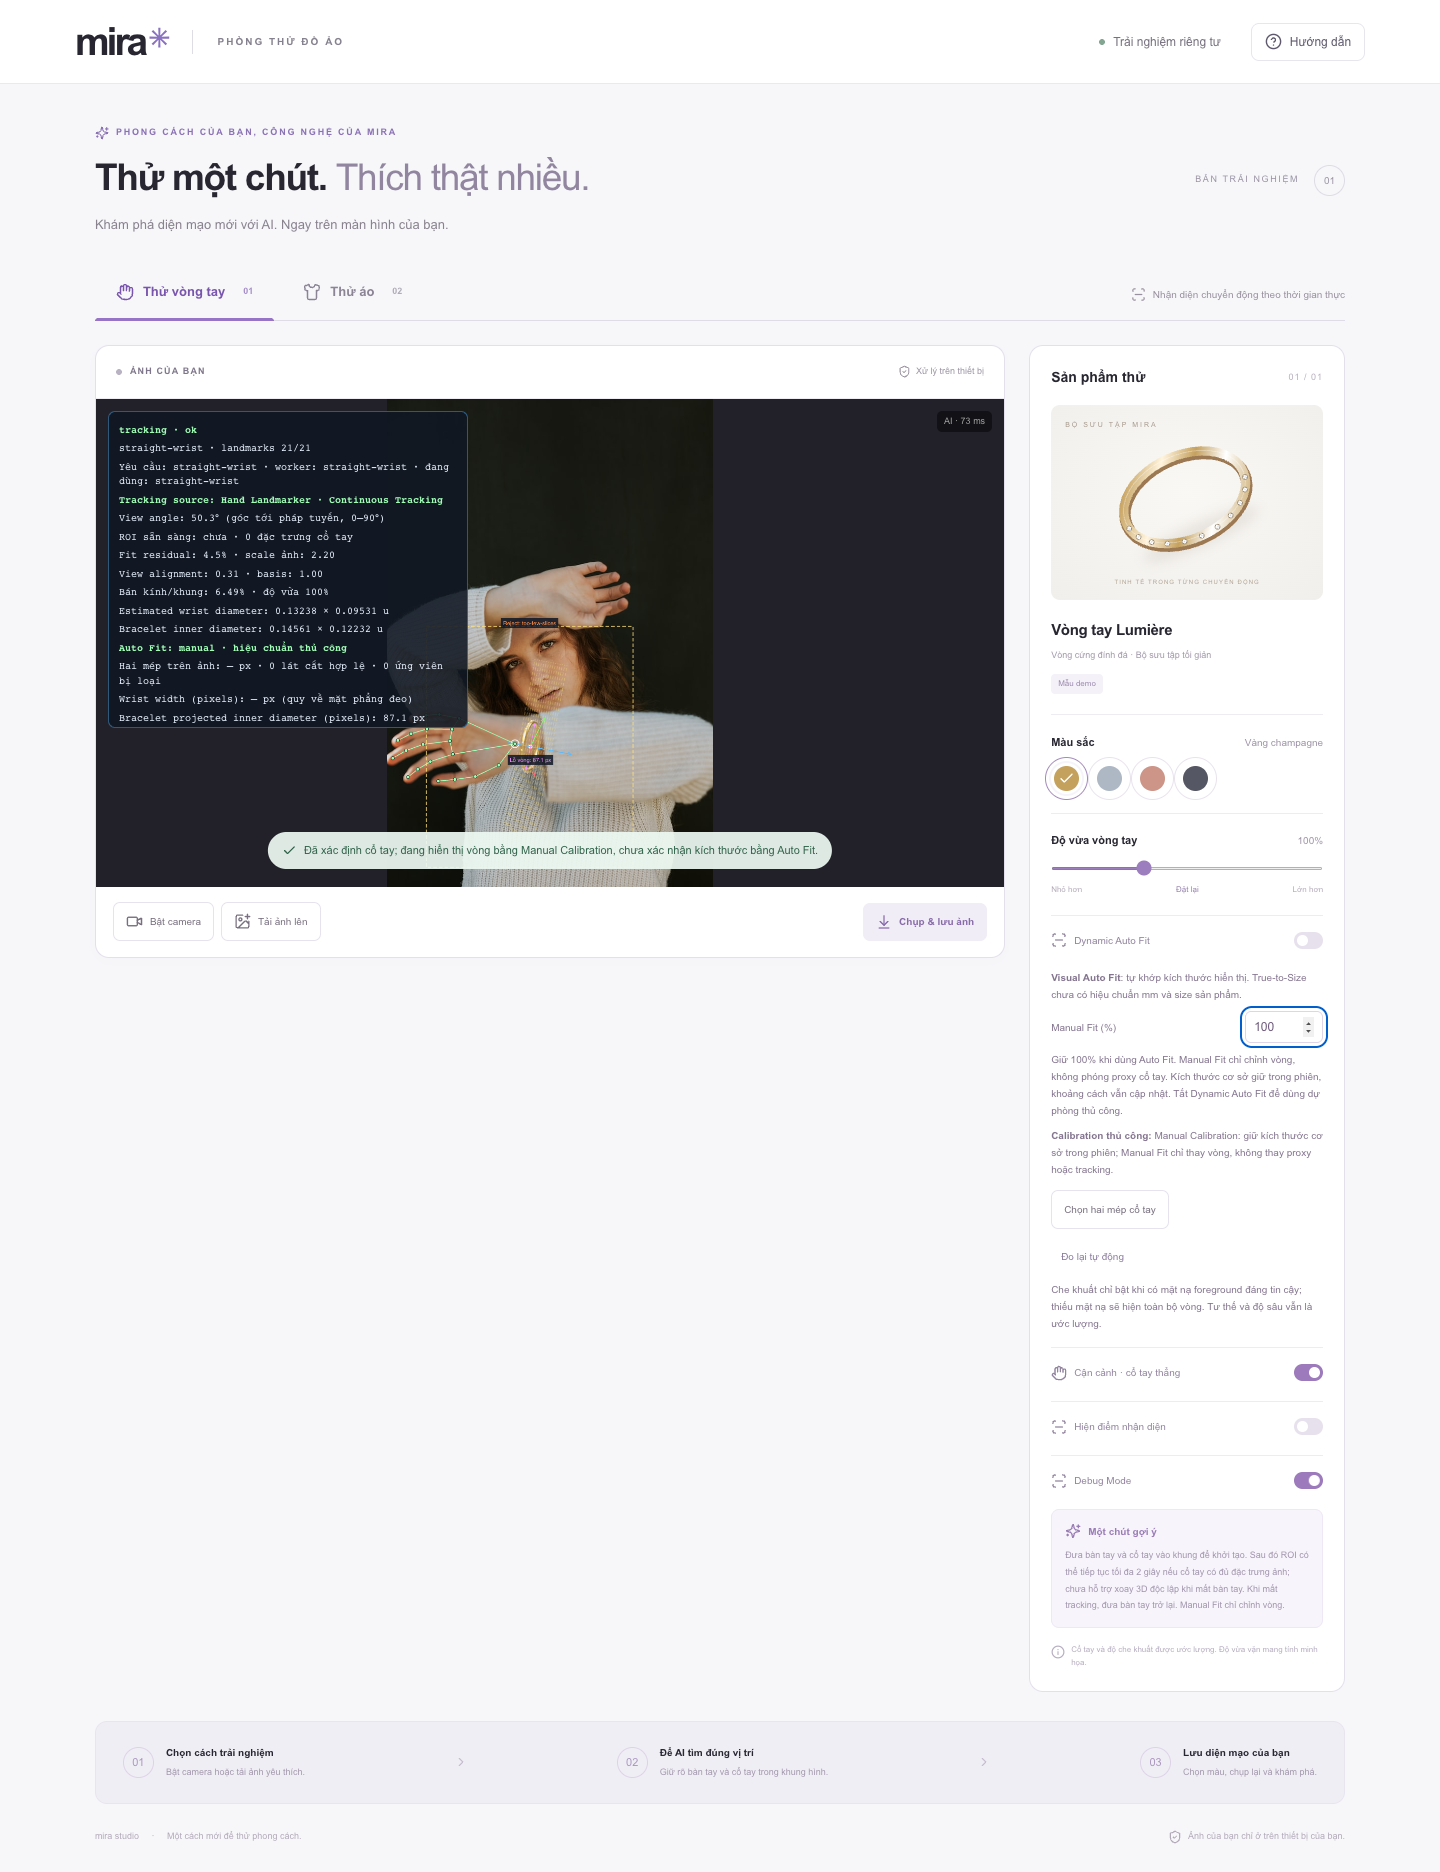 mira
PHÒNG THỬ ĐỒ ẢO
Trải nghiệm riêng tư
Hướng dẫn
PHONG CÁCH CỦA BẠN, CÔNG NGHỆ CỦA MIRA
Thử một chút. Thích thật nhiều.
BẢN TRẢI NGHIỆM 01
Khám phá diện mạo mới với AI. Ngay trên màn hình của bạn.
Thử vòng tay 01
Thử áo 02
Nhận diện chuyển động theo thời gian thực
ẢNH CỦA BẠN
Xử lý trên thiết bị
AI · 73 ms
tracking · ok
straight-wrist · landmarks 21/21
Yêu cầu: straight-wrist · worker: straight-wrist · đang
dùng: straight-wrist
Tracking source: Hand Landmarker · Continuous Tracking
View angle: 50.3° (góc tới pháp tuyến, 0–90°)
ROI sẵn sàng: chưa · 0 đặc trưng cổ tay
Fit residual: 4.5% · scale ảnh: 2.20
View alignment: 0.31 · basis: 1.00
Bán kính/khung: 6.49% · độ vừa 100%
Estimated wrist diameter: 0.13238 × 0.09531 u
Bracelet inner diameter: 0.14561 × 0.12232 u
Auto Fit: manual · hiệu chuẩn thủ công
Hai mép trên ảnh: — px · 0 lát cắt hợp lệ · 0 ứng viên
bị loại
Wrist width (pixels): — px (quy về mặt phẳng đeo)
Bracelet projected inner diameter (pixels): 87.1 px
Reject: too-few-slices
Lỗ vòng: 87.1 px
Đã xác định cổ tay; đang hiển thị vòng bằng Manual Calibration, chưa xác nhận kích thước bằng Auto Fit.
Bật camera
Tải ảnh lên
Chụp & lưu ảnh
Sản phẩm thử
01 / 01
BỘ SƯU TẬP MIRA
TINH TẾ TRONG TỪNG CHUYỂN ĐỘNG
Vòng tay Lumière
Vòng cứng đính đá · Bộ sưu tập tối giản
Mẫu demo
Màu sắc
Vàng champagne
Độ vừa vòng tay
100%
Nhỏ hơn
Đặt lại
Lớn hơn
Dynamic Auto Fit
Visual Auto Fit: tự khớp kích thước hiển thị. True-to-Size
chưa có hiệu chuẩn mm và size sản phẩm.
Manual Fit (%)
100
Giữ 100% khi dùng Auto Fit. Manual Fit chỉ chỉnh vòng,
không phóng proxy cổ tay. Kích thước cơ sở giữ trong phiên,
khoảng cách vẫn cập nhật. Tắt Dynamic Auto Fit để dùng dự
phòng thủ công.
Calibration thủ công: Manual Calibration: giữ kích thước cơ
sở trong phiên; Manual Fit chỉ thay vòng, không thay proxy
hoặc tracking.
Chọn hai mép cổ tay
Đo lại tự động
Che khuất chỉ bật khi có mặt nạ foreground đáng tin cậy;
thiếu mặt nạ sẽ hiện toàn bộ vòng. Tư thế và độ sâu vẫn là
ước lượng.
Cận cảnh · cổ tay thẳng
Hiện điểm nhận diện
Debug Mode
Một chút gợi ý
Đưa bàn tay và cổ tay vào khung để khởi tạo. Sau đó ROI có
thể tiếp tục tối đa 2 giây nếu cổ tay có đủ đặc trưng ảnh;
chưa hỗ trợ xoay 3D độc lập khi mất bàn tay. Khi mất
tracking, đưa bàn tay trở lại. Manual Fit chỉ chỉnh vòng.
Cổ tay và độ che khuất được ước lượng. Độ vừa vặn mang tính minh
họa.
01
Chọn cách trải nghiệm
Bật camera hoặc tải ảnh yêu thích.
02
Để AI tìm đúng vị trí
Giữ rõ bàn tay và cổ tay trong khung hình.
03
Lưu diện mạo của bạn
Chọn màu, chụp lại và khám phá.
mira studio · Một cách mới để thử phong cách.
Ảnh của bạn chỉ ở trên thiết bị của bạn.